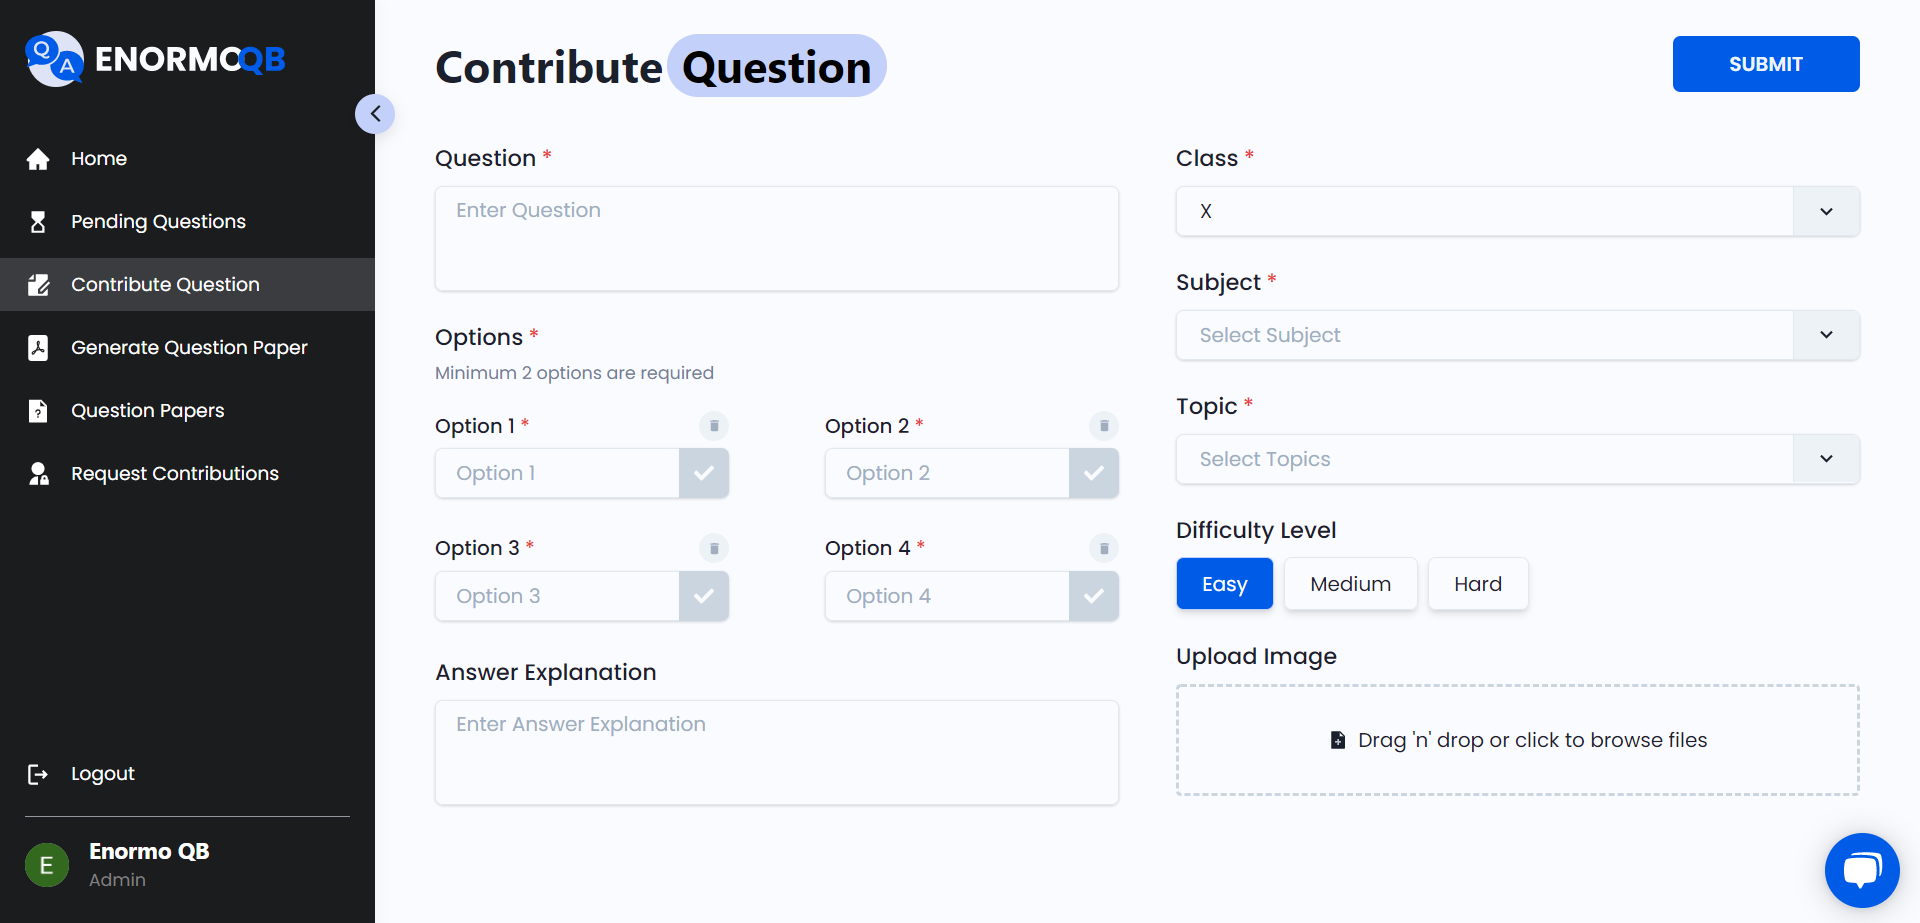 Q A ENORMOQB
Home
Pending Questions
Contribute Question
Generate Question Paper
Question Papers
Request Contributions
Logout
E
Enormo QB
Admin
Contribute Question
SUBMIT
Question *
Enter Question
Options *
Minimum 2 options are required
Option 1 *
Option 1
Option 2 *
Option 2
Option 3 *
Option 3
Option 4 *
Option 4
Answer Explanation
Enter Answer Explanation
Class *
X
Subject *
Select Subject
Topic *
Select Topics
Difficulty Level
Easy Medium Hard
Upload Image
Drag 'n' drop or click to browse files